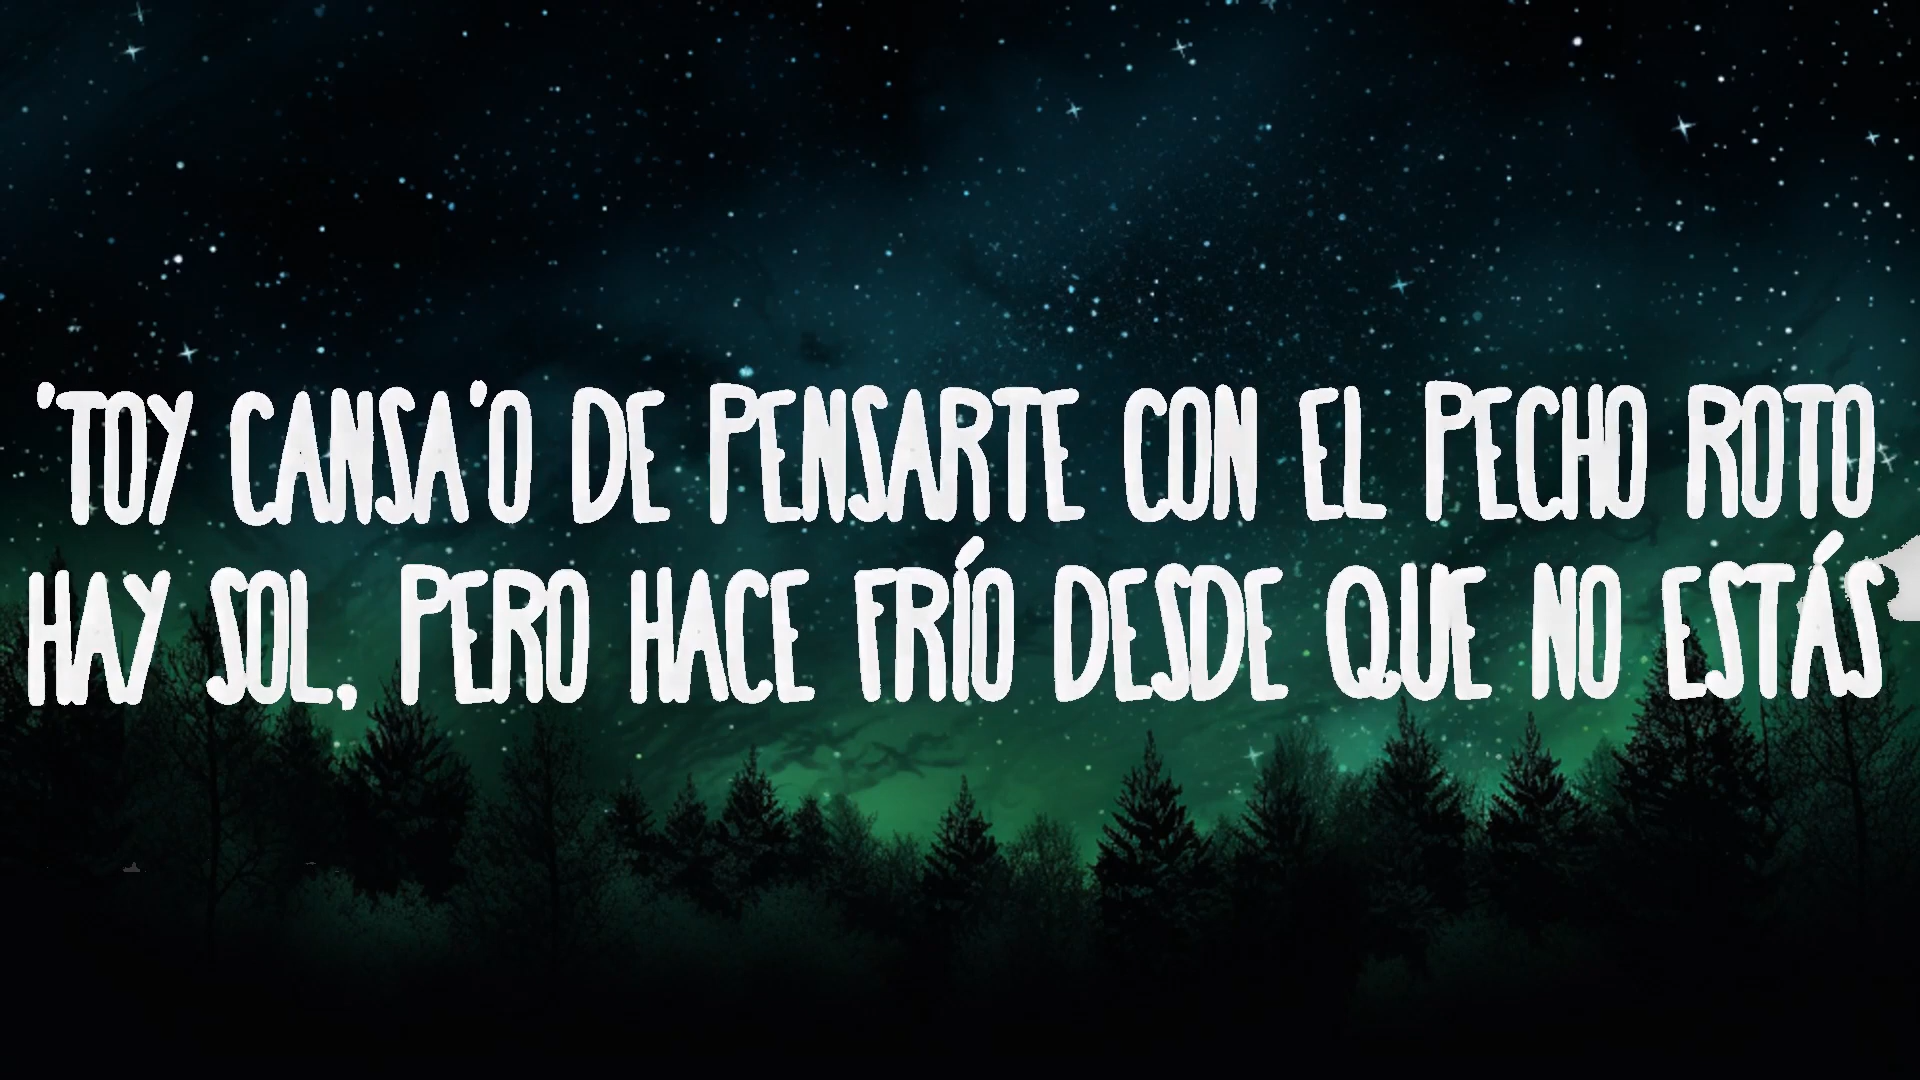 'TOY CANSA'O DE PENSARTE CON EL PECHO ROTO
HAY SOL, PERO HACE FRÍO DESDE QUE NO ESTÁS